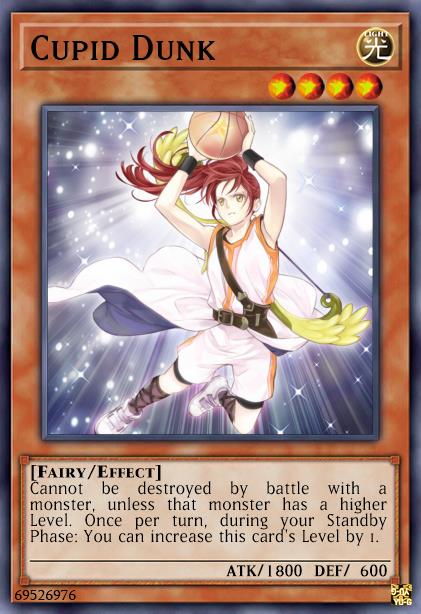 CUPID DUNK
LIGHT
光
[FAIRY/EFFECT]
Cannot be destroyed by battle with a
monster, unless that monster has a higher
Level. Once per turn, during your Standby
Phase: You can increase this card's Level by 1.
ATK/1800 DEF/ 600
69526976